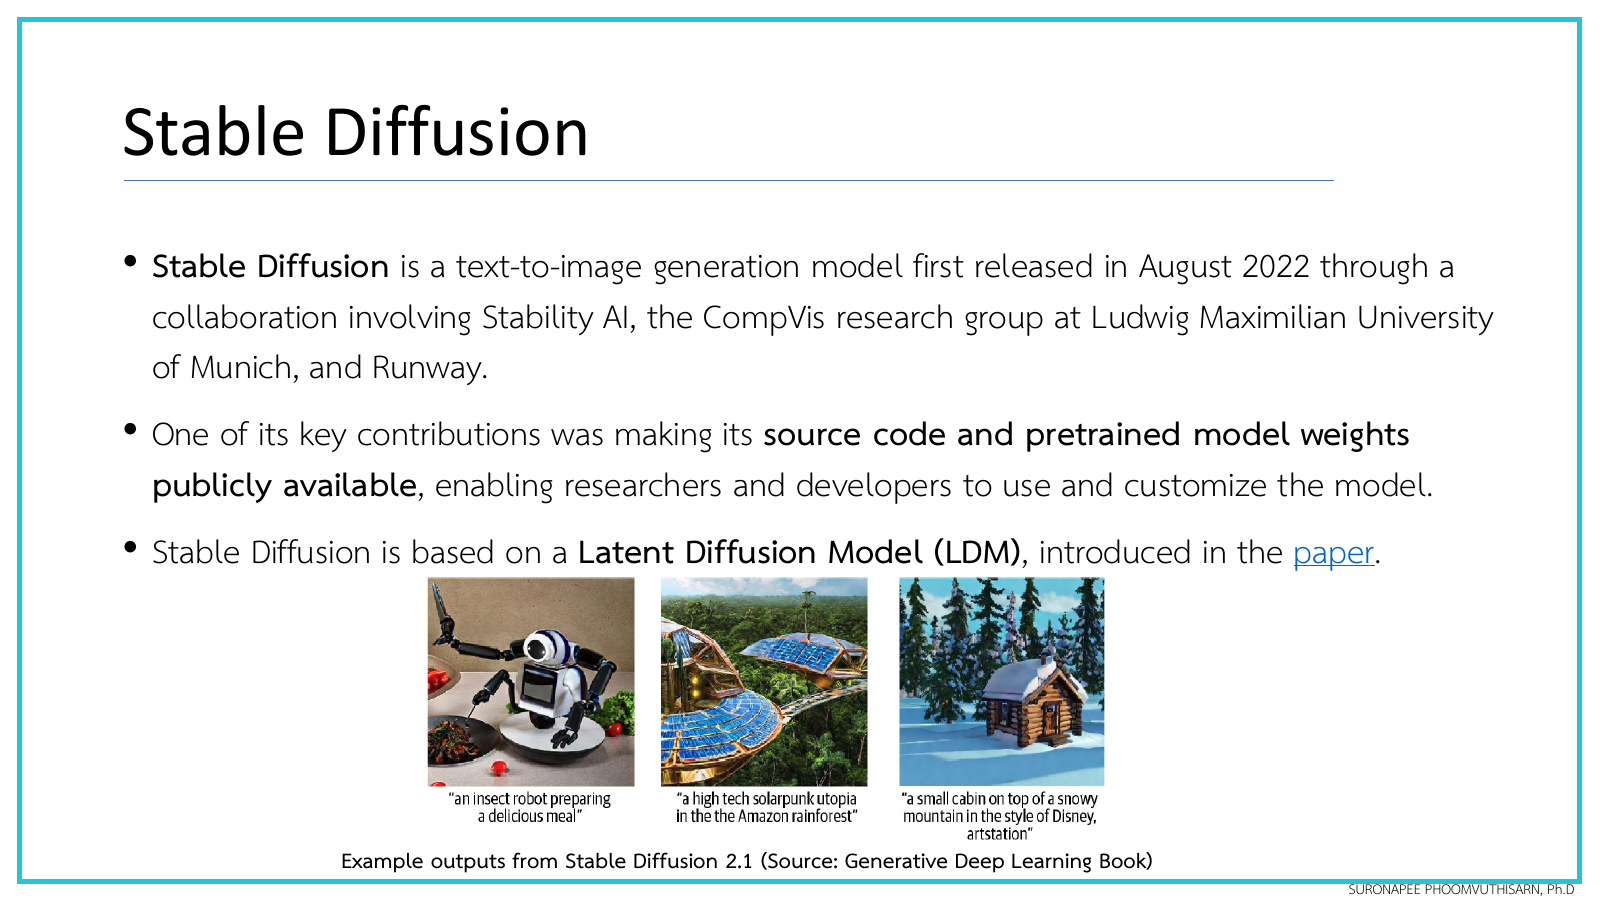 Stable Diffusion
• Stable Diffusion is a text-to-image generation model first released in August 2022 through a
collaboration involving Stability AI, the CompVis research group at Ludwig Maximilian University
of Munich, and Runway.
• One of its key contributions was making its source code and pretrained model weights
publicly available, enabling researchers and developers to use and customize the model.
• Stable Diffusion is based on a Latent Diffusion Model (LDM), introduced in the paper.
“an insect robot preparing
a delicious meal”
“a high tech solarpunk utopia
in the the Amazon rainforest”
“a small cabin on top of a snowy
mountain in the style of Disney,
artstation”
Example outputs from Stable Diffusion 2.1 (Source: Generative Deep Learning Book)
SURONAPEE PHOOMVUTHISARN, Ph.D